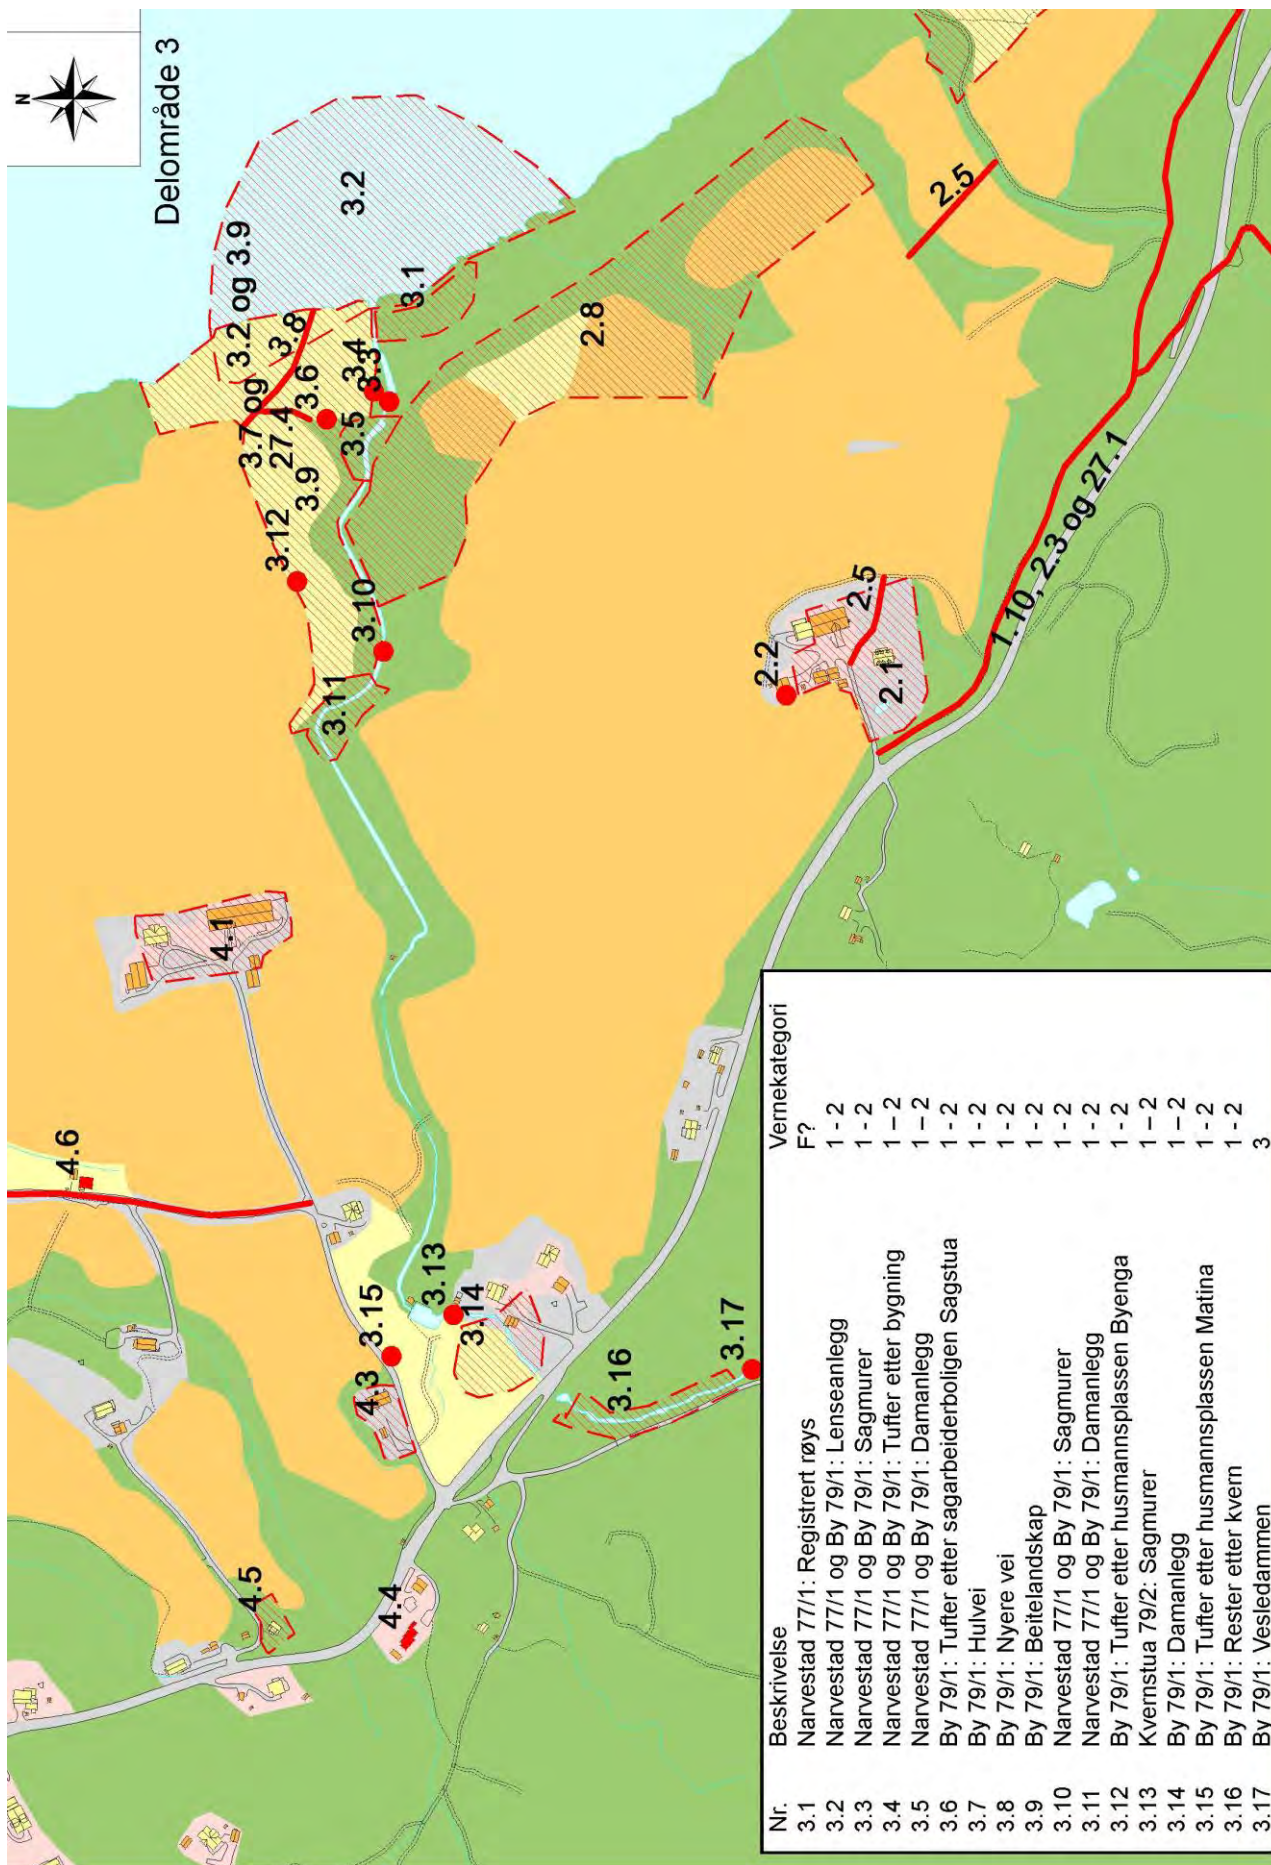 N
Delområde 3
3.2
3.2 og 3.9
3.1
3.8
3.7 og
27.4
3.6
3.4
3.3
3.5
3.9
3.12
3.10
3.11
2.8
2.5
2.5
2.2
2.1
1.10, 2.3 og 27.1
4.1
4.6
3.13
3.14
3.15
4.3
3.16
3.17
4.5
4.4
Nr. Beskrivelse Vernekategori
3.1 Narvestad 77/1: Registrert røys F?
3.2 Narvestad 77/1 og By 79/1: Lenseanlegg 1 - 2
3.3 Narvestad 77/1 og By 79/1: Sagmurer 1 - 2
3.4 Narvestad 77/1 og By 79/1: Tufter etter bygning 1 – 2
3.5 Narvestad 77/1 og By 79/1: Damanlegg 1 – 2
3.6 By 79/1: Tufter etter sagarbeiderboligen Sagstua 1 - 2
3.7 By 79/1: Hulvei 1 - 2
3.8 By 79/1: Nyere vei 1 - 2
3.9 By 79/1: Beitelandskap 1 - 2
3.10 Narvestad 77/1 og By 79/1: Sagmurer 1 - 2
3.11 Narvestad 77/1 og By 79/1: Damanlegg 1 - 2
3.12 By 79/1: Tufter etter husmannsplassen Byenga 1 - 2
3.13 Kvernstua 79/2: Sagmurer 1 – 2
3.14 By 79/1: Damanlegg 1 – 2
3.15 By 79/1: Tufter etter husmannsplassen Matina 1 - 2
3.16 By 79/1: Rester etter kvern 1 - 2
3.17 By 79/1: Vesledammen 3